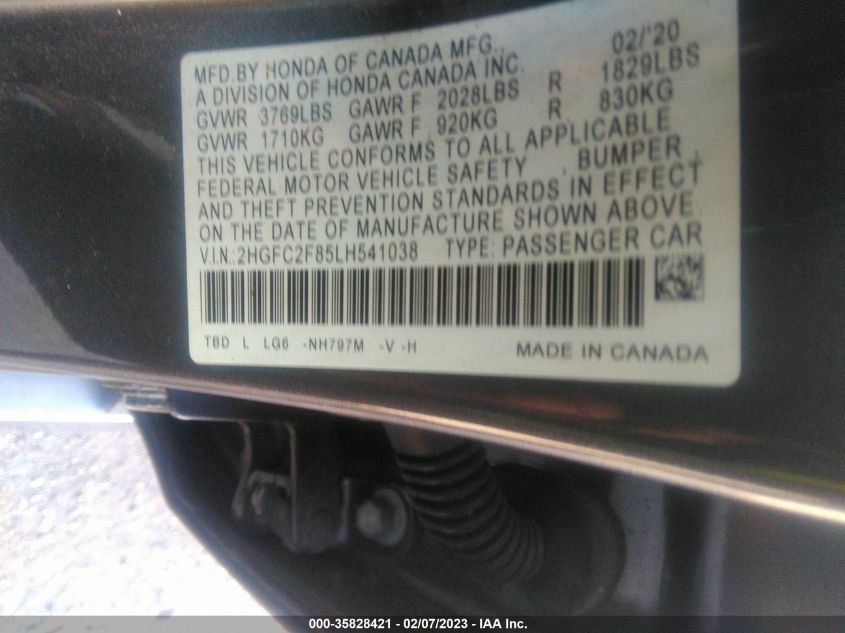 MFD.BY HONDA OF CANADA MFG., 02/'20
A DIVISION OF HONDA CANADA INC.
GVWR 3769LBS GAWR F 2028LBS R 1829LBS
GVWR 1710KG GAWR F 920KG R 830KG
THIS VEHICLE CONFORMS TO ALL APPLICABLE
FEDERAL MOTOR VEHICLE SAFETY, BUMPER,
AND THEFT PREVENTION STANDARDS IN EFFECT
ON THE DATE OF MANUFACTURE SHOWN ABOVE.
V.I.N.:2HGFC2F85LH541038 TYPE: PASSENGER CAR
TBD L LG6 -NH797M -V -H MADE IN CANADA
000-35828421 - 02/07/2023 - IAA Inc.